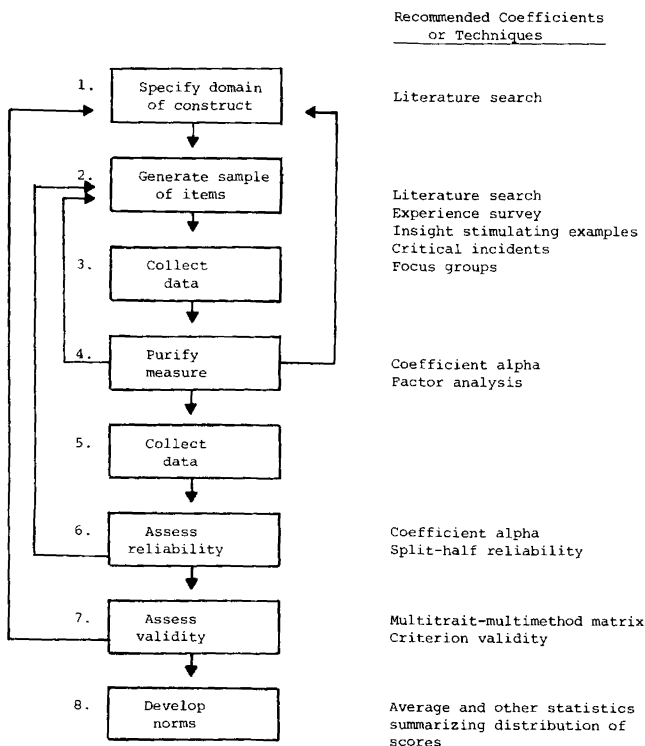 Recommended Coefficients
or Techniques
1.
Specify domain
of construct
Literature search
2.
Generate sample
of items
Literature search
Experience survey
Insight stimulating examples
Critical incidents
Focus groups
3.
Collect
data
4.
Purify
measure
Coefficient alpha
Factor analysis
5.
Collect
data
6.
Assess
reliability
Coefficient alpha
Split-half reliability
7.
Assess
validity
Multitrait-multimethod matrix
Criterion validity
8.
Develop
norms
Average and other statistics
summarizing distribution of
scores